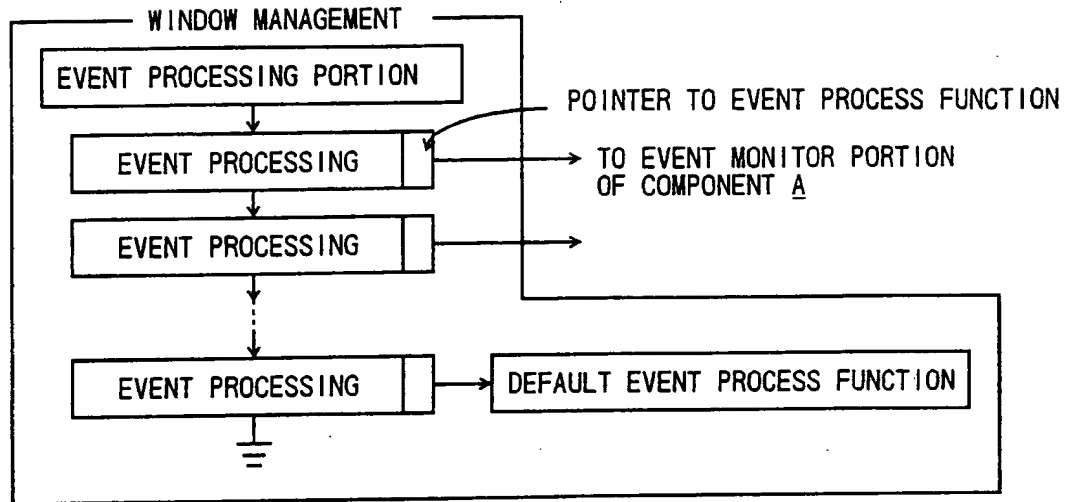 WINDOW MANAGEMENT
EVENT PROCESSING PORTION
POINTER TO EVENT PROCESS FUNCTION
EVENT PROCESSING
TO EVENT MONITOR PORTION
OF COMPONENT A
EVENT PROCESSING
EVENT PROCESSING
DEFAULT EVENT PROCESS FUNCTION